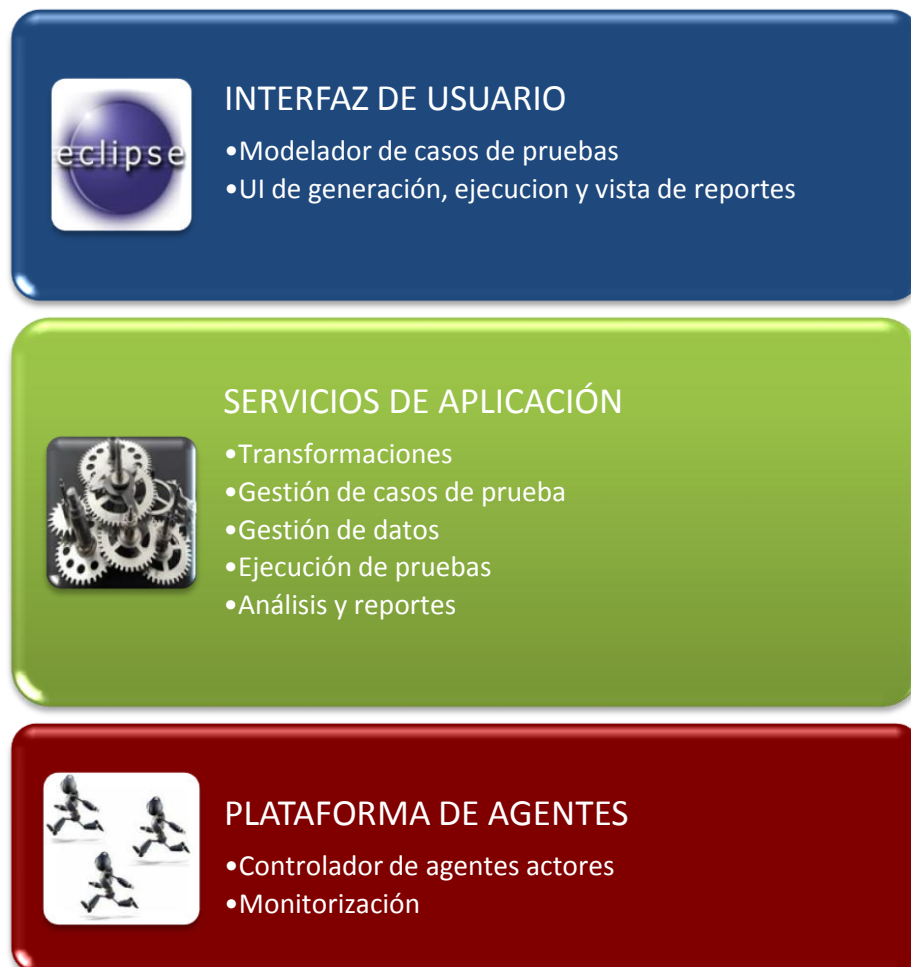 eclipse
INTERFAZ DE USUARIO
•Modelador de casos de pruebas
•UI de generación, ejecucion y vista de reportes
SERVICIOS DE APLICACIÓN
•Transformaciones
•Gestión de casos de prueba
•Gestión de datos
•Ejecución de pruebas
•Análisis y reportes
PLATAFORMA DE AGENTES
•Controlador de agentes actores
•Monitorización